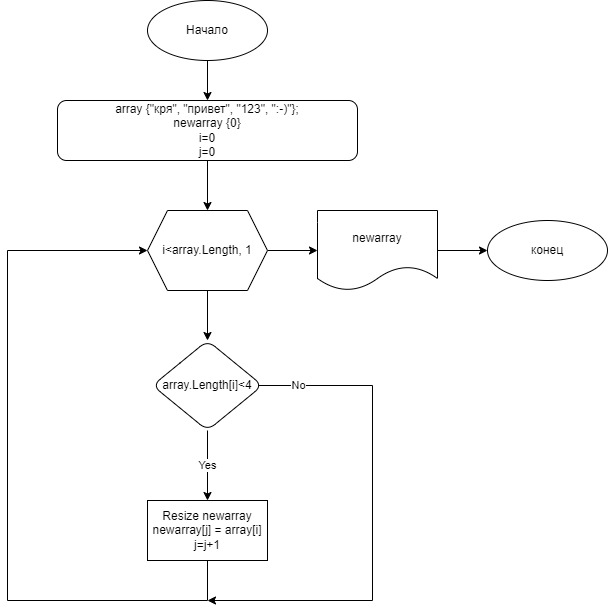 Начало
array {"кря", "привет", "123", ":-)"};
newarray {0}
i=0
j=0
i<array.Length, 1
newarray
конец
array.Length[i]<4
No
Yes
Resize newarray
newarray[j] = array[i]
j=j+1